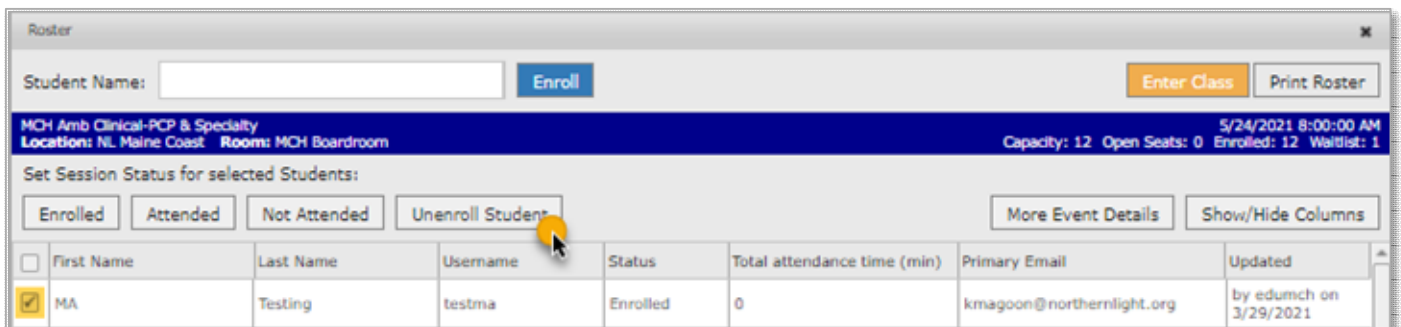 Roster
Student Name: Enroll Enter Class Print Roster
MCH Amb Clinical-PCP & Specialty 5/24/2021 8:00:00 AM
Location: NL Maine Coast Room: MCH Boardroom Capacity: 12 Open Seats: 0 Enrolled: 12 Waitlist: 1
Set Session Status for selected Students:
Enrolled Attended Not Attended Unenroll Student More Event Details Show/Hide Columns
First Name Last Name Username Status Total attendance time (min) Primary Email Updated
MA Testing testma Enrolled 0 kmagoon@northernlight.org by edumch on
3/29/2021